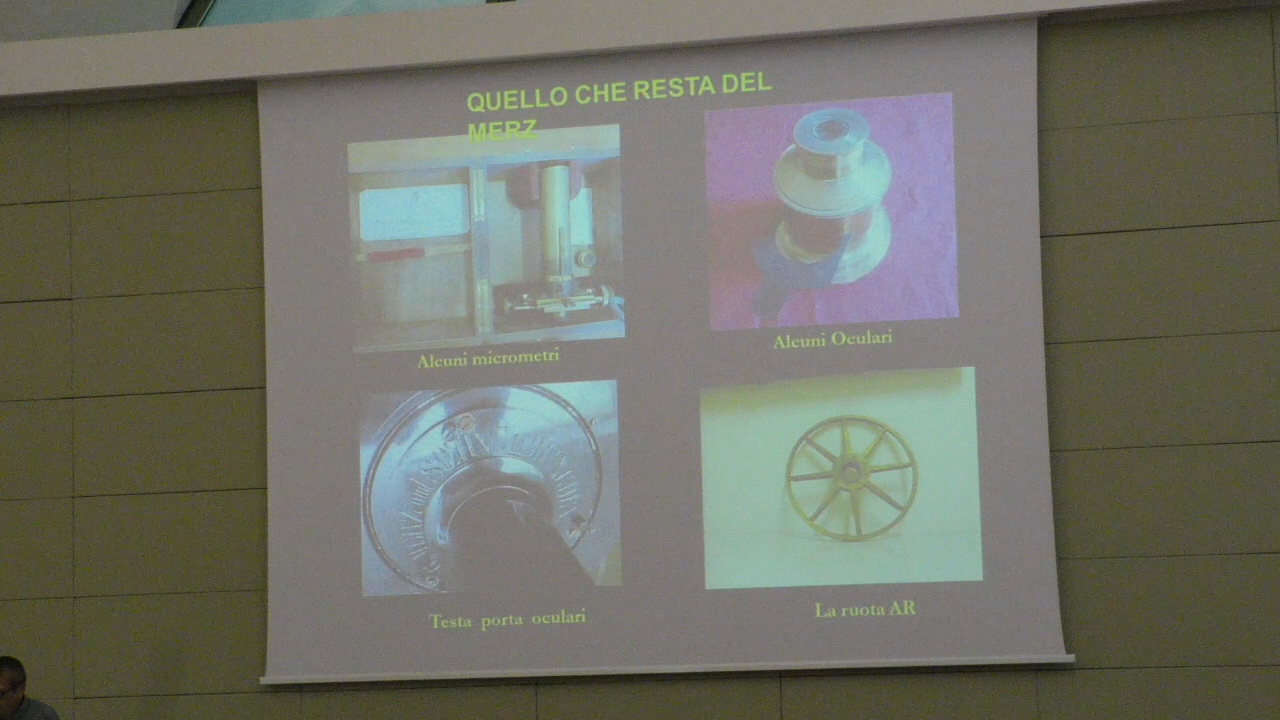 QUELLO CHE RESTA DEL
MERZ
Alcuni micrometri
Alcuni Oculari
Testa porta oculari
La ruota AR